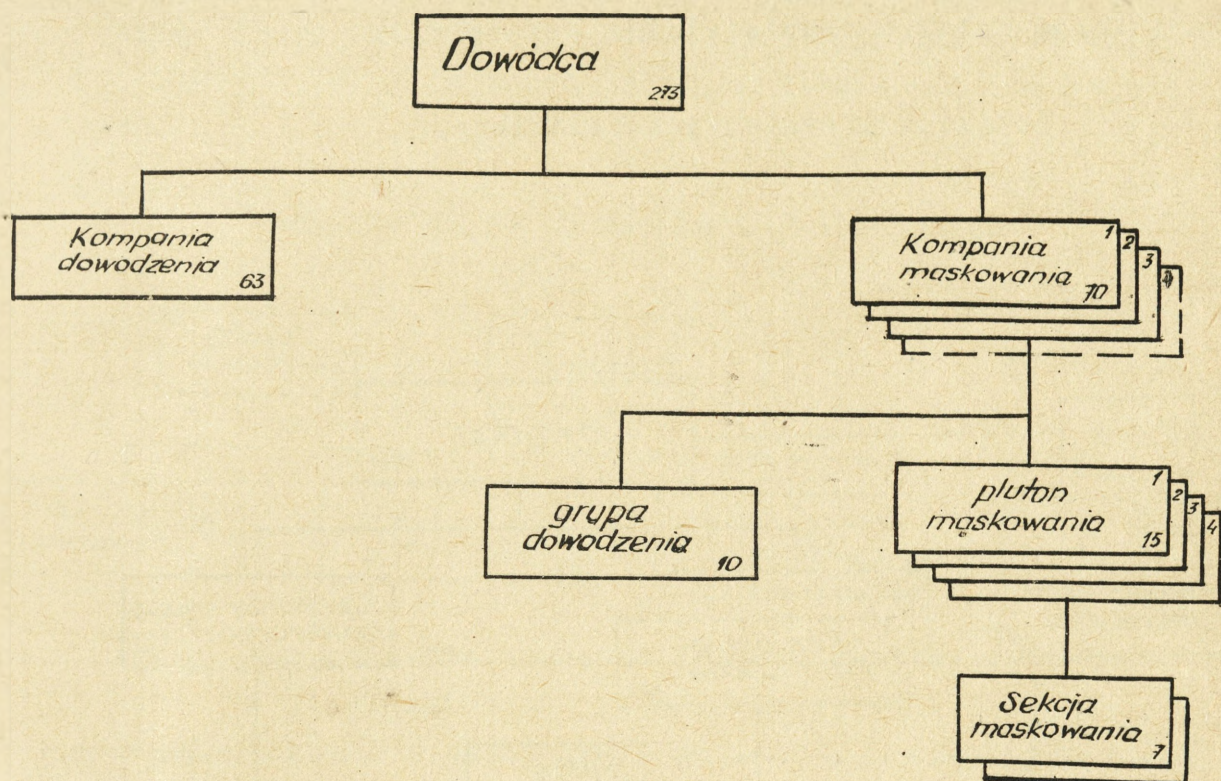 Dowódca
273
Kompania
dowodzenia
63
1
2
3
Kompania
maskowania
70
grupa
dowodzenia
10
1
2
3
4
pluton
maskowania
15
Sekcja
maskowania
7